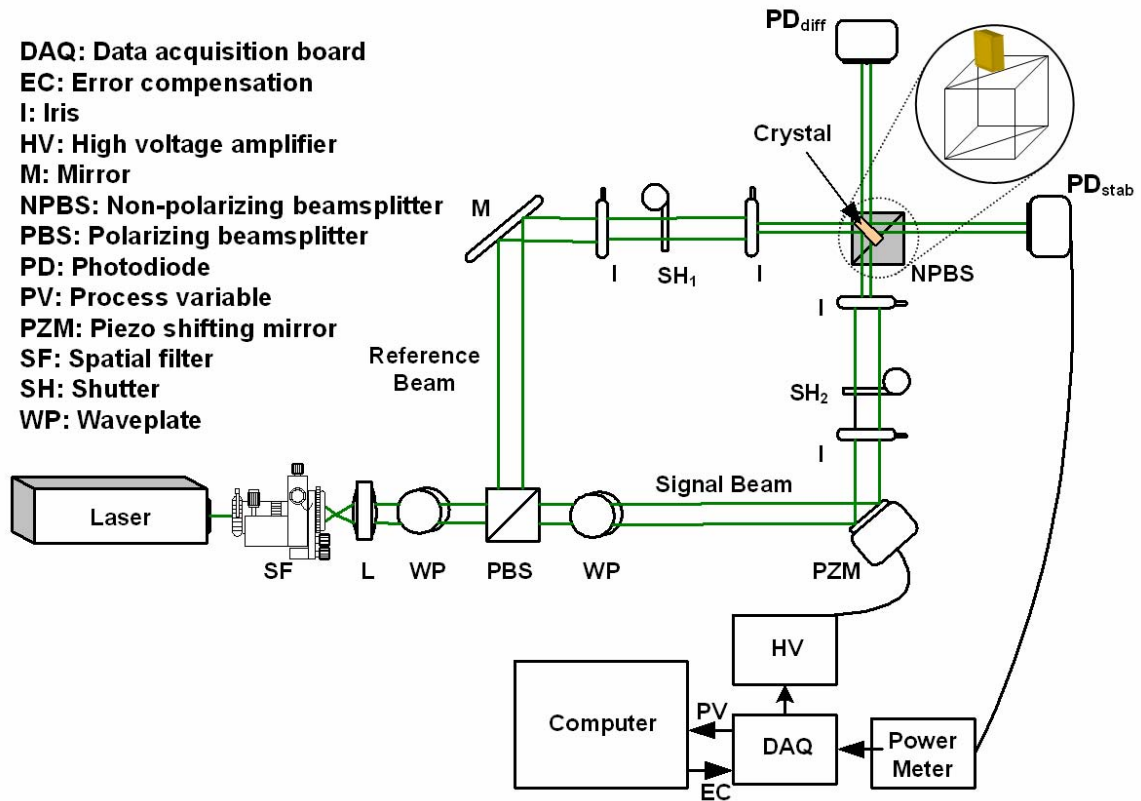 DAQ: Data acquisition board
EC: Error compensation
I: Iris
HV: High voltage amplifier
M: Mirror
NPBS: Non-polarizing beamsplitter
PBS: Polarizing beamsplitter
PD: Photodiode
PV: Process variable
PZM: Piezo shifting mirror
SF: Spatial filter
SH: Shutter
WP: Waveplate
PDdiff
Crystal
PDstab
M
I
SH1
I
NPBS
I
Reference
Beam
SH2
I
Signal Beam
Laser
SF
L
WP
PBS
WP
PZM
HV
Computer
PV
DAQ
EC
Power
Meter